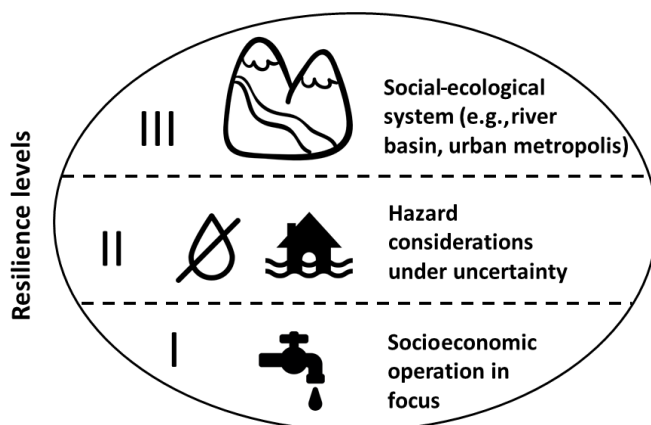 Resilience levels
III
Social-ecological
system (e.g.,river
basin, urban metropolis)
II
Hazard
considerations
under uncertainty
I
Socioeconomic
operation in
focus